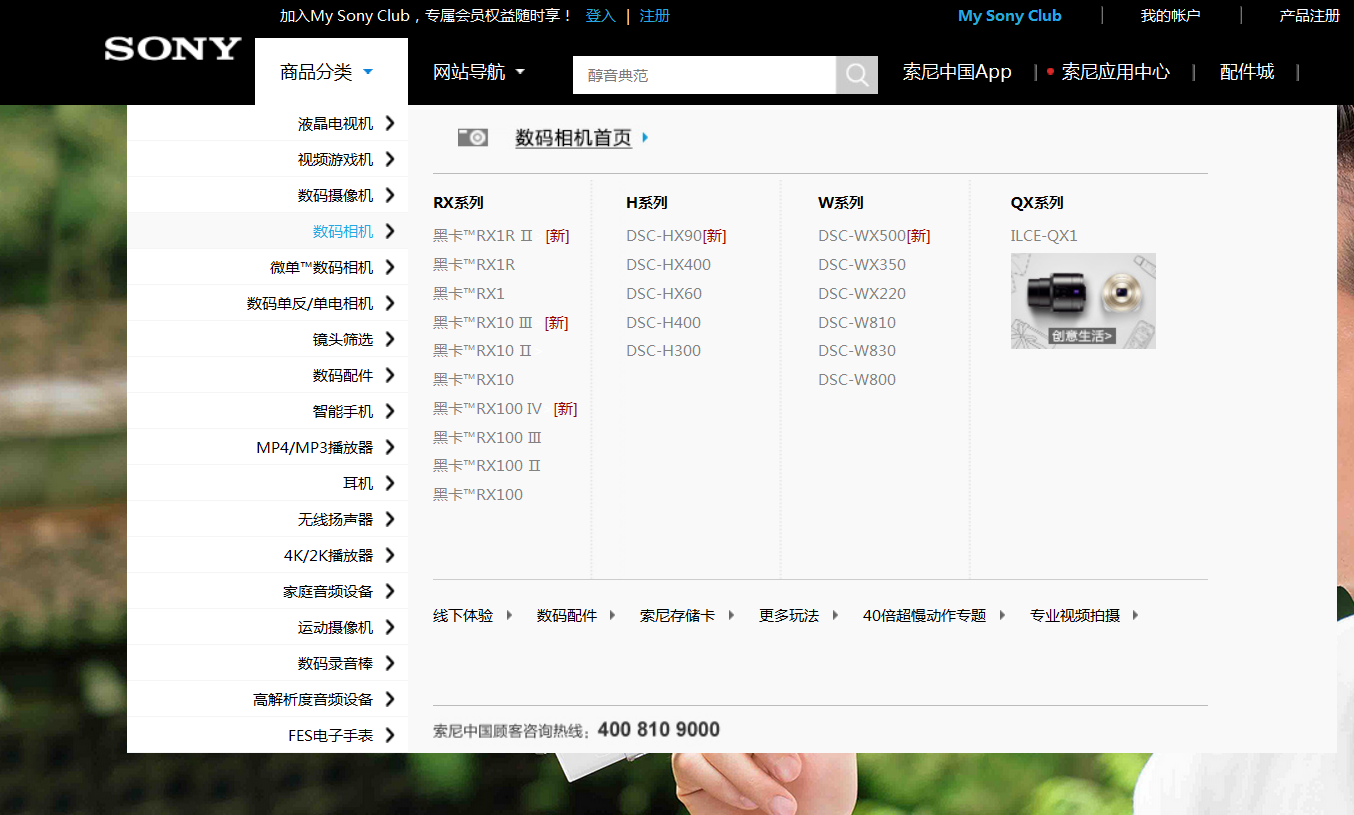 加入My Sony Club，专属会员权益随时享！ 登入 | 注册
My Sony Club | 我的帐户 | 产品注册
SONY
商品分类
网站导航
醇音典范
索尼中国App | 索尼应用中心 | 配件城 |
液晶电视机
视频游戏机
数码摄像机
数码相机
微单™数码相机
数码单反/单电相机
镜头筛选
数码配件
智能手机
MP4/MP3播放器
耳机
无线扬声器
4K/2K播放器
家庭音频设备
运动摄像机
数码录音棒
高解析度音频设备
FES电子手表
数码相机首页
RX系列
黑卡™RX1R Ⅱ [新]
黑卡™RX1R
黑卡™RX1
黑卡™RX10 Ⅲ [新]
黑卡™RX10 Ⅱ
黑卡™RX10
黑卡™RX100 Ⅳ [新]
黑卡™RX100 Ⅲ
黑卡™RX100 Ⅱ
黑卡™RX100
H系列
DSC-HX90[新]
DSC-HX400
DSC-HX60
DSC-H400
DSC-H300
W系列
DSC-WX500[新]
DSC-WX350
DSC-WX220
DSC-W810
DSC-W830
DSC-W800
QX系列
ILCE-QX1
创意生活>
线下体验 数码配件 索尼存储卡 更多玩法 40倍超慢动作专题 专业视频拍摄
索尼中国顾客咨询热线：400 810 9000